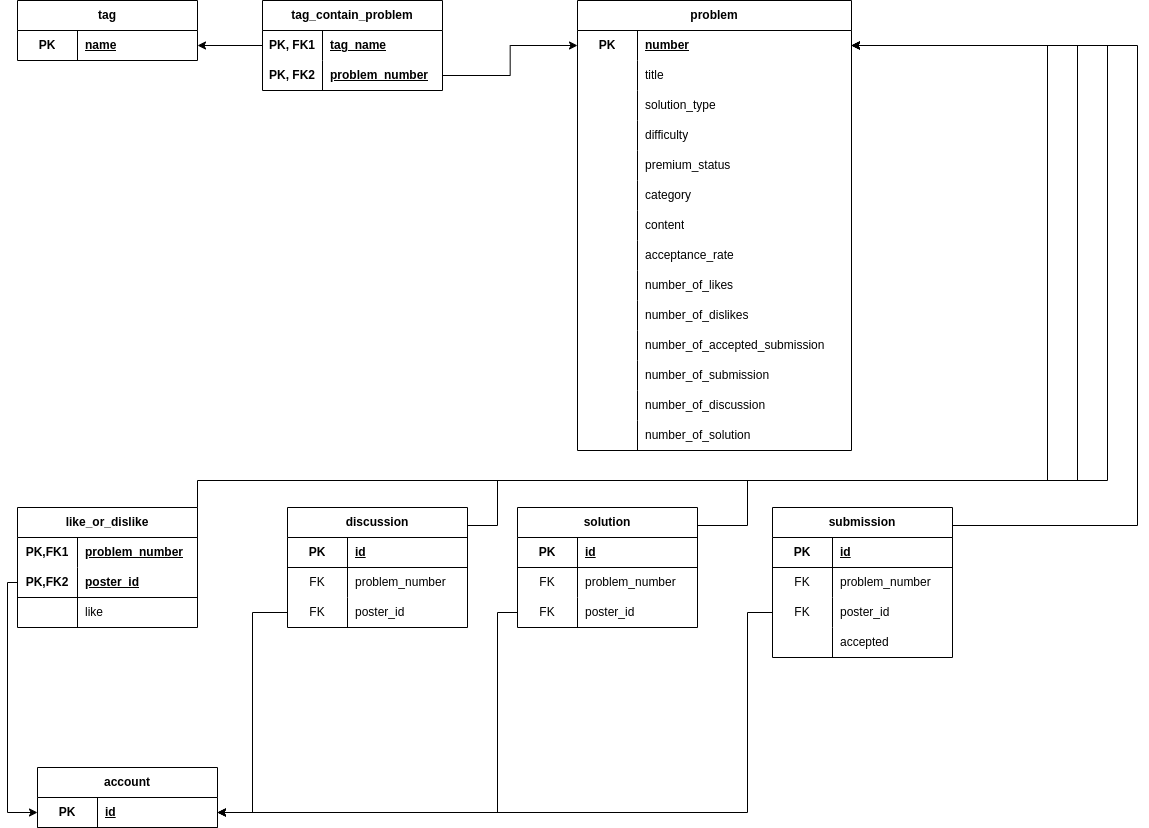 tag
PK name
tag_contain_problem
PK, FK1 tag_name
PK, FK2 problem_number
problem
PK number
title
solution_type
difficulty
premium_status
category
content
acceptance_rate
number_of_likes
number_of_dislikes
number_of_accepted_submission
number_of_submission
number_of_discussion
number_of_solution
like_or_dislike
PK,FK1 problem_number
PK,FK2 poster_id
like
discussion
PK id
FK problem_number
FK poster_id
solution
PK id
FK problem_number
FK poster_id
submission
PK id
FK problem_number
FK poster_id
accepted
account
PK id